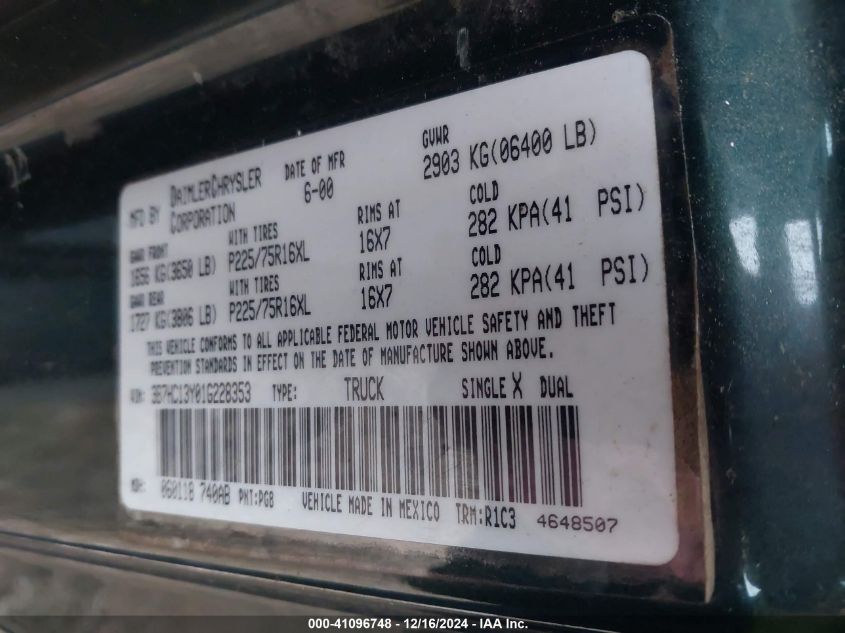 MFD BY DAIMLERCHRYSLER CORPORATION DATE OF MFR 6-00 GVWR 2903 KG(06400 LB)
GAWR FRONT WITH TIRES RIMS AT COLD
1656 KG(3650 LB) P225/75R16XL 16X7 282 KPA(41 PSI)
GAWR REAR WITH TIRES RIMS AT COLD
1727 KG(3806 LB) P225/75R16XL 16X7 282 KPA(41 PSI)
THIS VEHICLE CONFORMS TO ALL APPLICABLE FEDERAL MOTOR VEHICLE SAFETY AND THEFT
PREVENTION STANDARDS IN EFFECT ON THE DATE OF MANUFACTURE SHOWN ABOVE.
VIN: 3B7HC13Y01G228353 TYPE: TRUCK SINGLE X DUAL
MDH: 060118 740AB PNT:PG8 VEHICLE MADE IN MEXICO TRM:R1C3 4648507
000-41096748 - 12/16/2024 - IAA Inc.